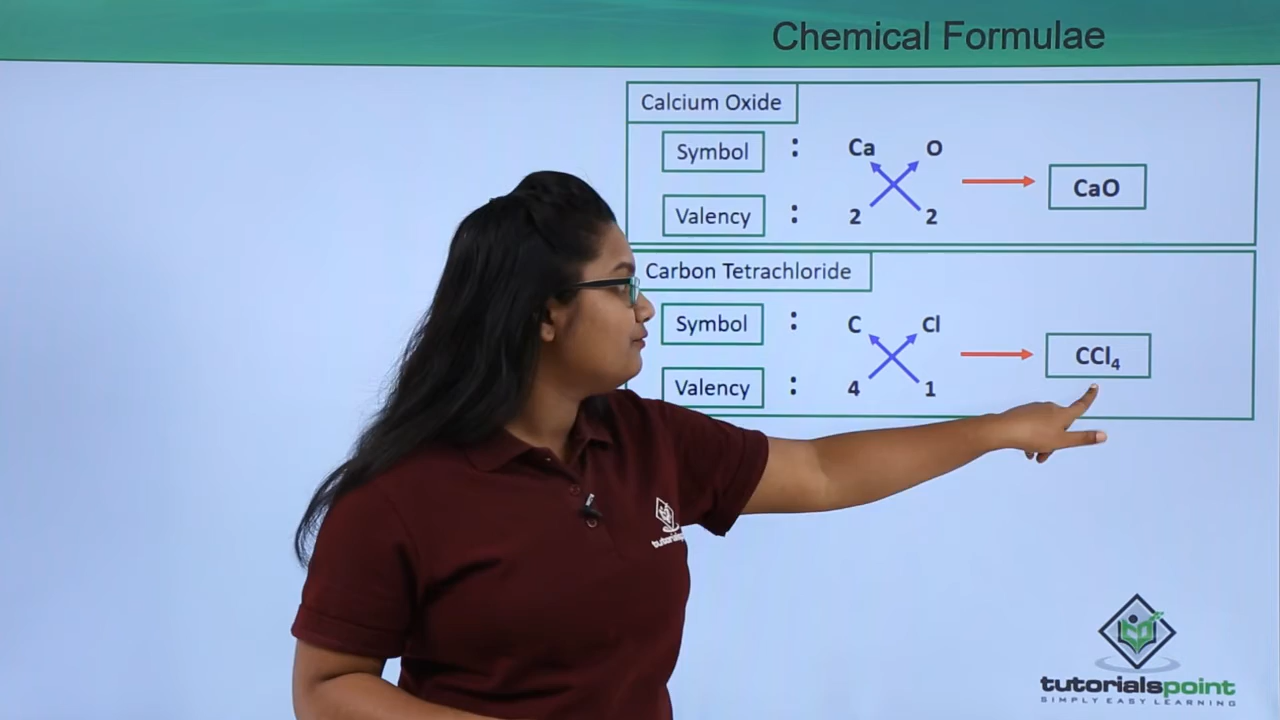 Chemical Formulae
Calcium Oxide
Symbol : Ca O
CaO
Valency : 2 2
Carbon Tetrachloride
Symbol : C Cl
CCl₄
Valency : 4 1
tutorialspoint
SIMPLY EASY LEARNING